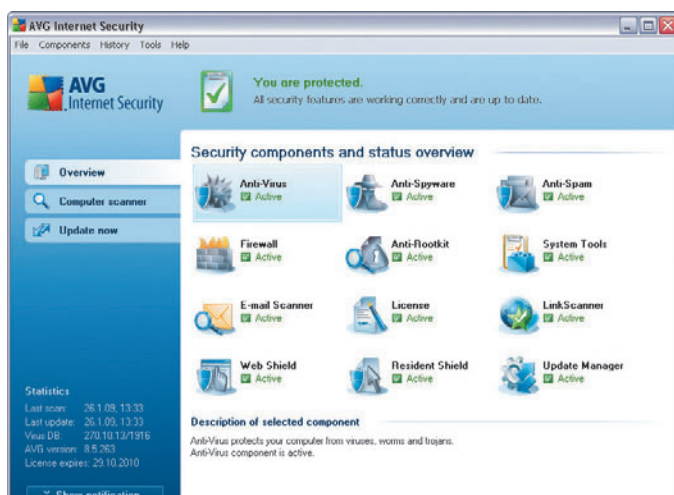 AVG Internet Security
File Components History Tools Help
AVG
Internet Security
You are protected.
All security features are working correctly and are up to date.
Overview
Computer scanner
Update now
Security components and status overview
Anti-Virus
Active
Anti-Spyware
Active
Anti-Spam
Active
Firewall
Active
Anti-Rootkit
Active
System Tools
Active
E-mail Scanner
Active
License
Active
LinkScanner
Active
Web Shield
Active
Resident Shield
Active
Update Manager
Active
Statistics
Last scan: 26.1.09, 13:33
Last update: 26.1.09, 13:33
Virus DB: 270.10.13/1916
AVG version: 8.5.263
License expires: 29.10.2010
Description of selected component
Anti-Virus protects your computer from viruses, worms and trojans.
Anti-Virus component is active.
Show notification